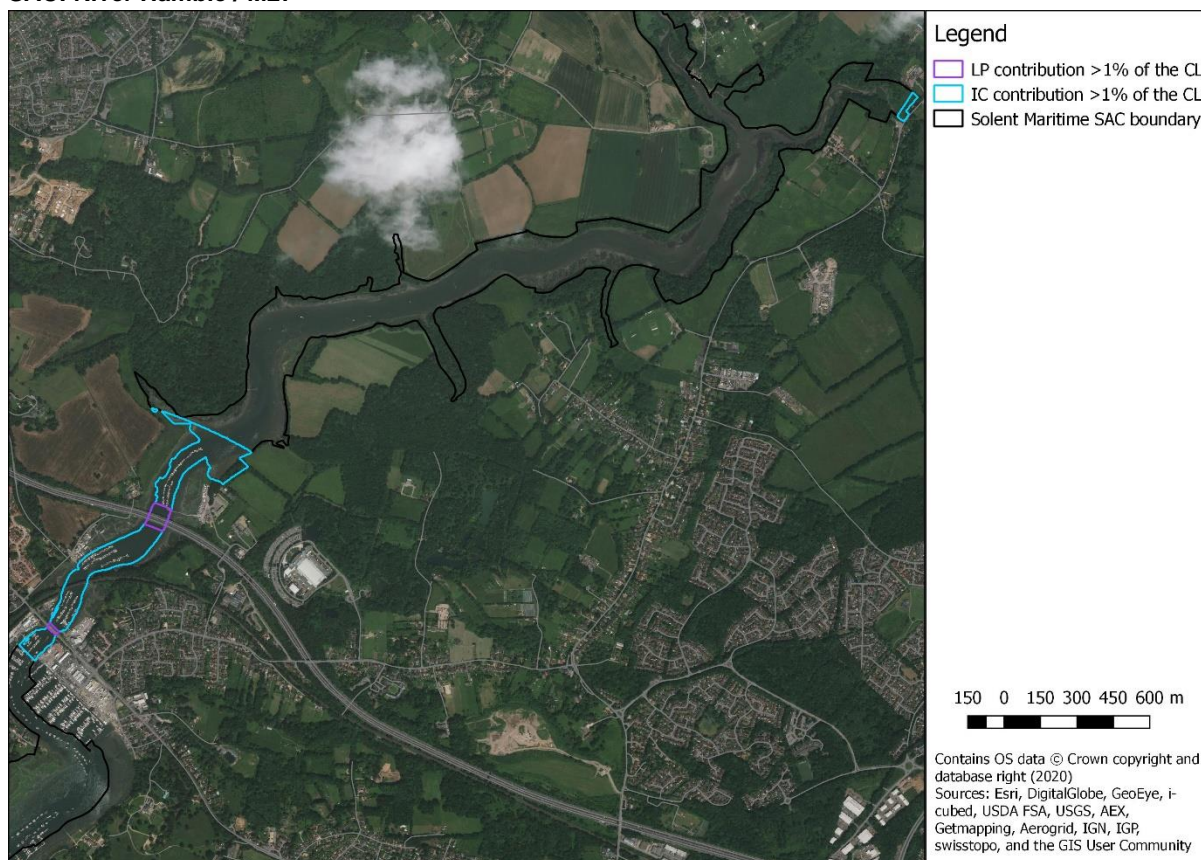 Legend
LP contribution >1% of the CL
IC contribution >1% of the CL
Solent Maritime SAC boundary
150 0 150 300 450 600 m
Contains OS data © Crown copyright and
database right (2020)
Sources: Esri, DigitalGlobe, GeoEye, i-
cubed, USDA FSA, USGS, AEX,
Getmapping, Aerogrid, IGN, IGP,
swisstopo, and the GIS User Community